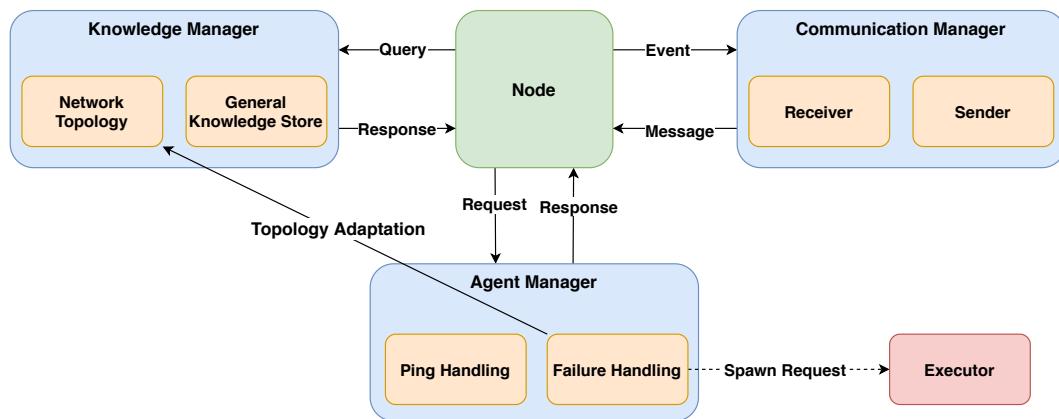 Knowledge Manager
Communication Manager
Query
Event
Node
Network
Topology
General
Knowledge Store
Receiver
Sender
Response
Message
Request
Response
Topology Adaptation
Agent Manager
Ping Handling
Failure Handling
Spawn Request
Executor